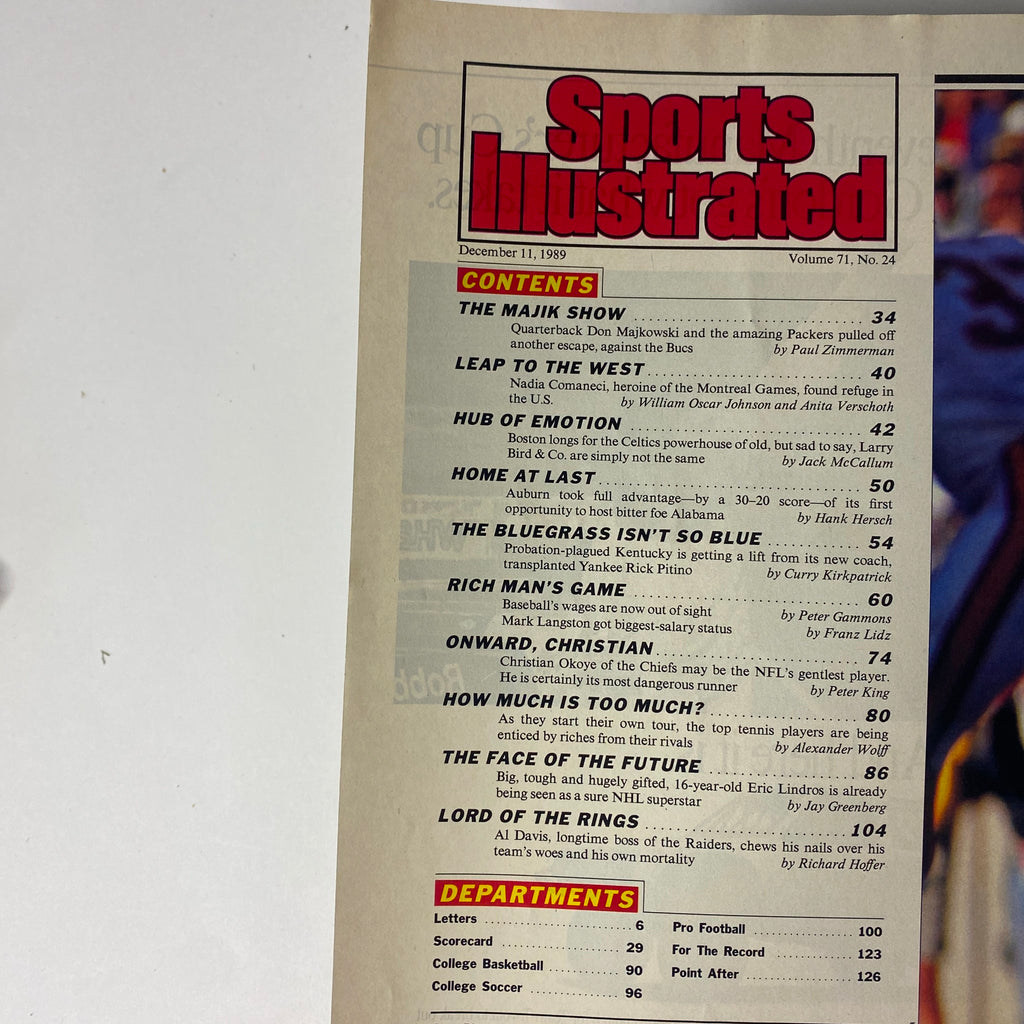 Sports
Illustrated
December 11, 1989
Volume 71, No. 24
CONTENTS
THE MAJIK SHOW ........................ 34
Quarterback Don Majkowski and the amazing Packers pulled off
another escape, against the Bucs by Paul Zimmerman
LEAP TO THE WEST ........................ 40
Nadia Comaneci, heroine of the Montreal Games, found refuge in
the U.S. by William Oscar Johnson and Anita Verschoth
HUB OF EMOTION ........................ 42
Boston longs for the Celtics powerhouse of old, but sad to say, Larry
Bird & Co. are simply not the same by Jack McCallum
HOME AT LAST ........................ 50
Auburn took full advantage—by a 30–20 score—of its first
opportunity to host bitter foe Alabama by Hank Hersch
THE BLUEGRASS ISN'T SO BLUE ............ 54
Probation-plagued Kentucky is getting a lift from its new coach,
transplanted Yankee Rick Pitino by Curry Kirkpatrick
RICH MAN'S GAME ........................ 60
Baseball's wages are now out of sight by Peter Gammons
Mark Langston got biggest-salary status by Franz Lidz
ONWARD, CHRISTIAN ........................ 74
Christian Okoye of the Chiefs may be the NFL's gentlest player.
He is certainly its most dangerous runner by Peter King
HOW MUCH IS TOO MUCH? ................ 80
As they start their own tour, the top tennis players are being
enticed by riches from their rivals by Alexander Wolff
THE FACE OF THE FUTURE ................ 86
Big, tough and hugely gifted, 16-year-old Eric Lindros is already
being seen as a sure NHL superstar by Jay Greenberg
LORD OF THE RINGS ...................... 104
Al Davis, longtime boss of the Raiders, chews his nails over his
team's woes and his own mortality by Richard Hoffer
DEPARTMENTS
Letters ........................ 6
Scorecard ...................... 29
College Basketball ............ 90
College Soccer ................ 96
Pro Football .................. 100
For The Record ................ 123
Point After .................... 126